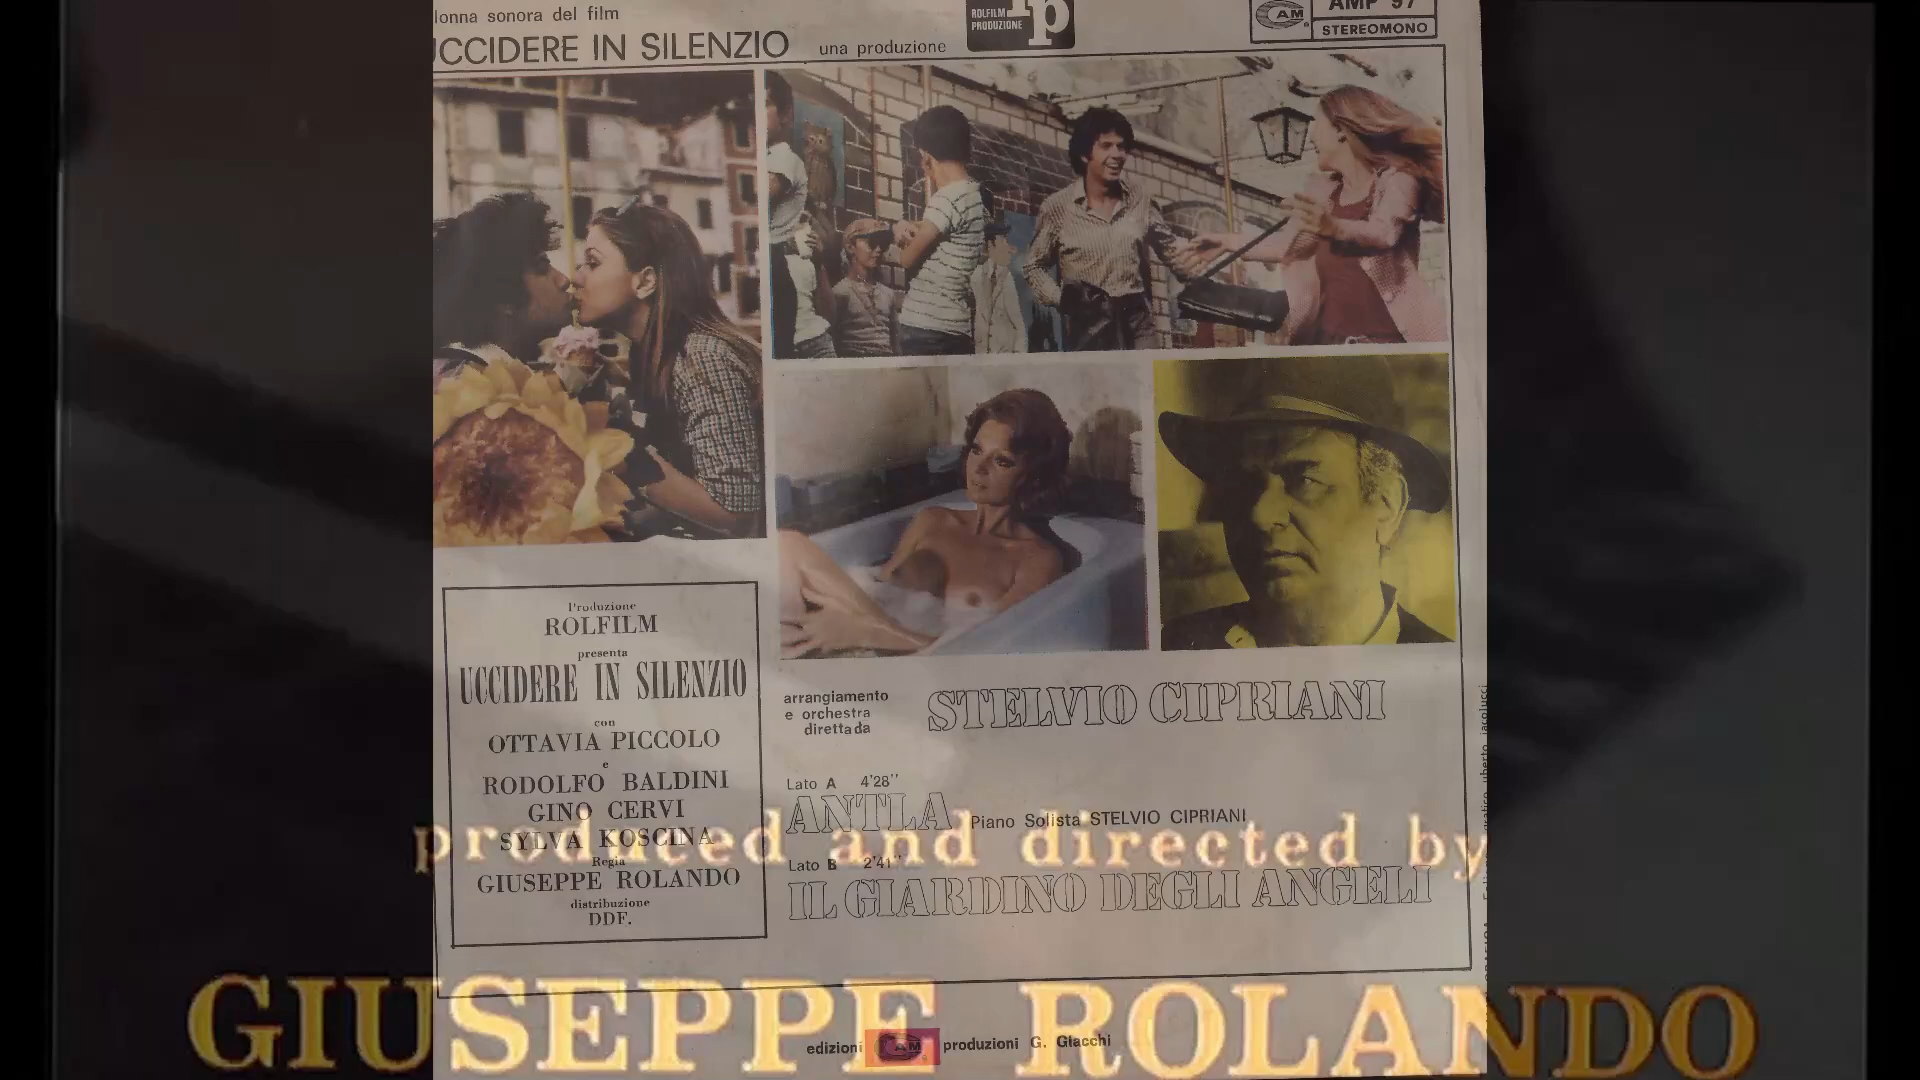 lonna sonora del film
UCCIDERE IN SILENZIO una produzione
ROLFILM
PRODUZIONE
CAM
AMP 97
STEREOMONO
Produzione
ROLFILM
presenta
UCCIDERE IN SILENZIO
con
OTTAVIA PICCOLO
e
RODOLFO BALDINI
GINO CERVI
SYLVA KOSCINA
Regia
GIUSEPPE ROLANDO
distribuzione
DDF.
arrangiamento
e orchestra
diretta da
STELVIO CIPRIANI
Lato A 4'28''
ANTLA Piano Solista STELVIO CIPRIANI
Lato B 2'41''
IL GIARDINO DEGLI ANGELI
edizioni CAM produzioni G. Giacchi
produced and directed by
GIUSEPPE ROLANDO